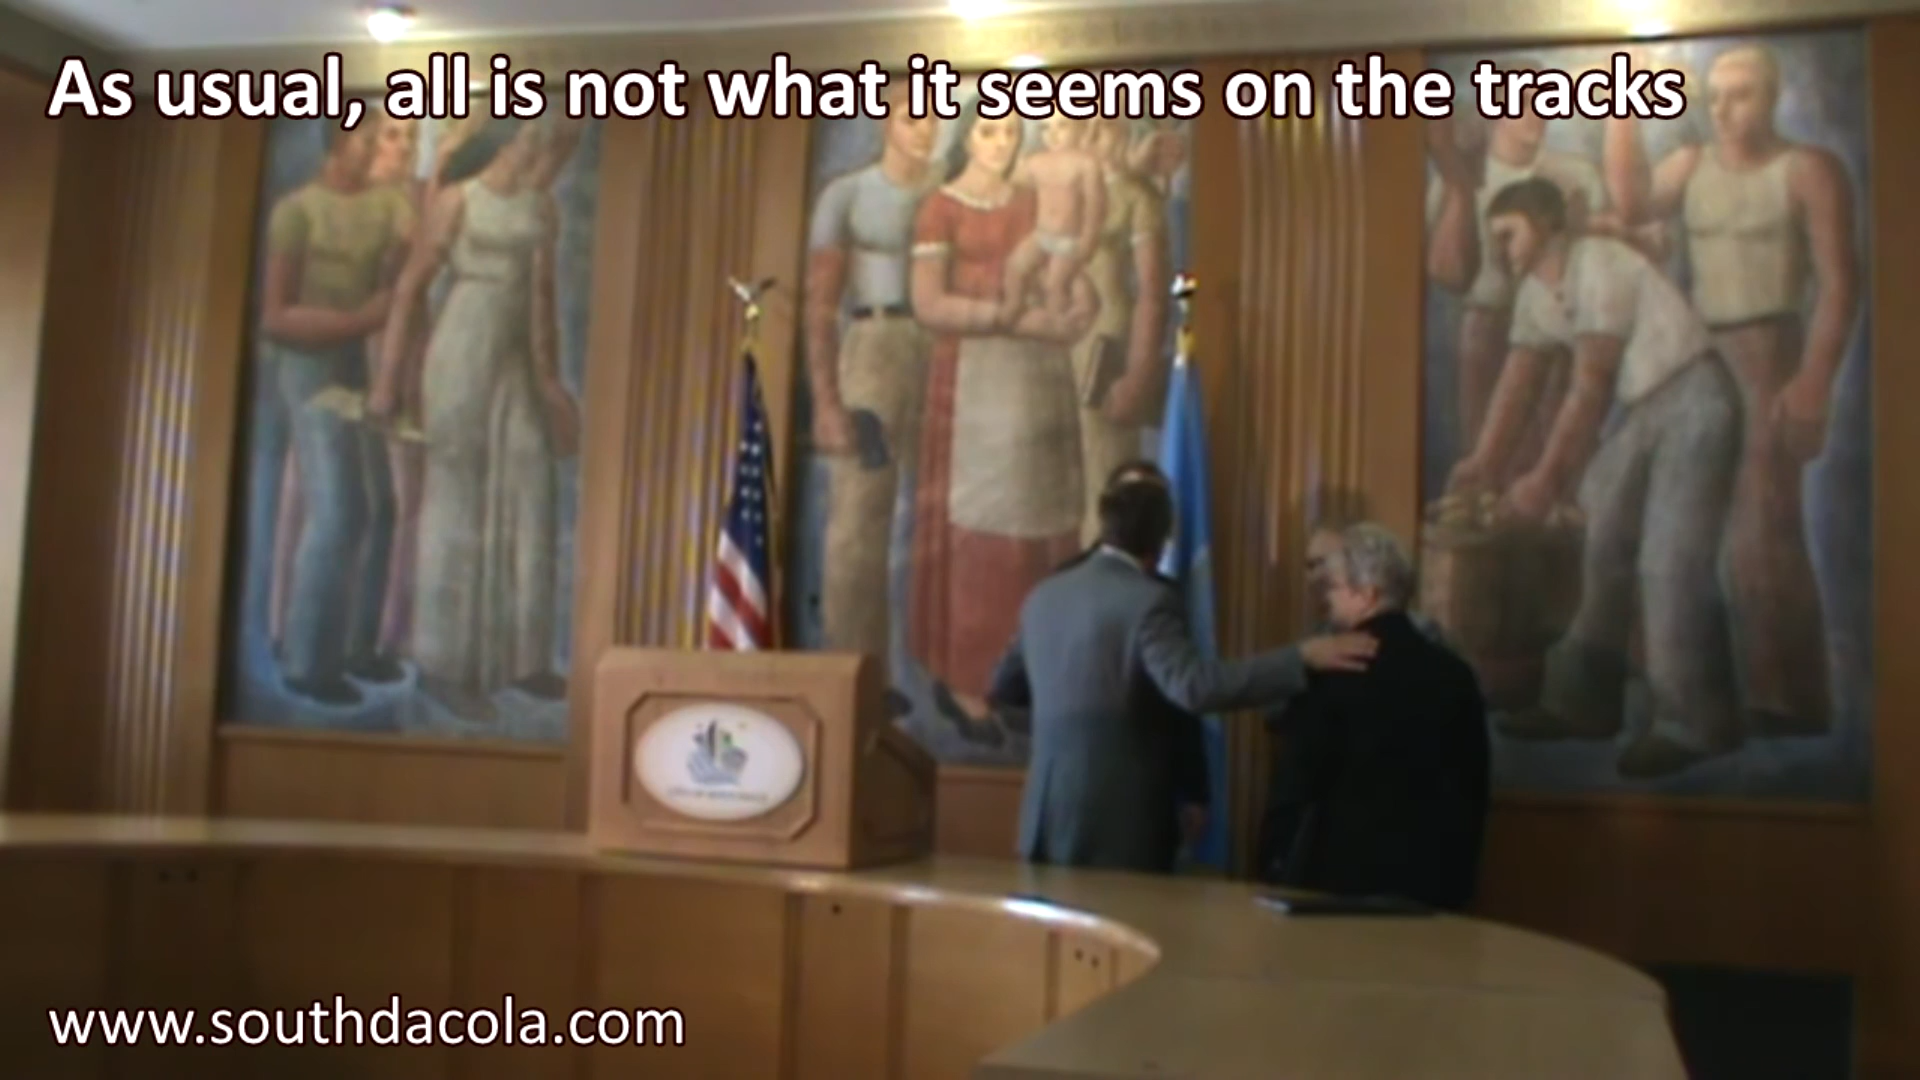 As usual, all is not what it seems on the tracks
www.southdacola.com